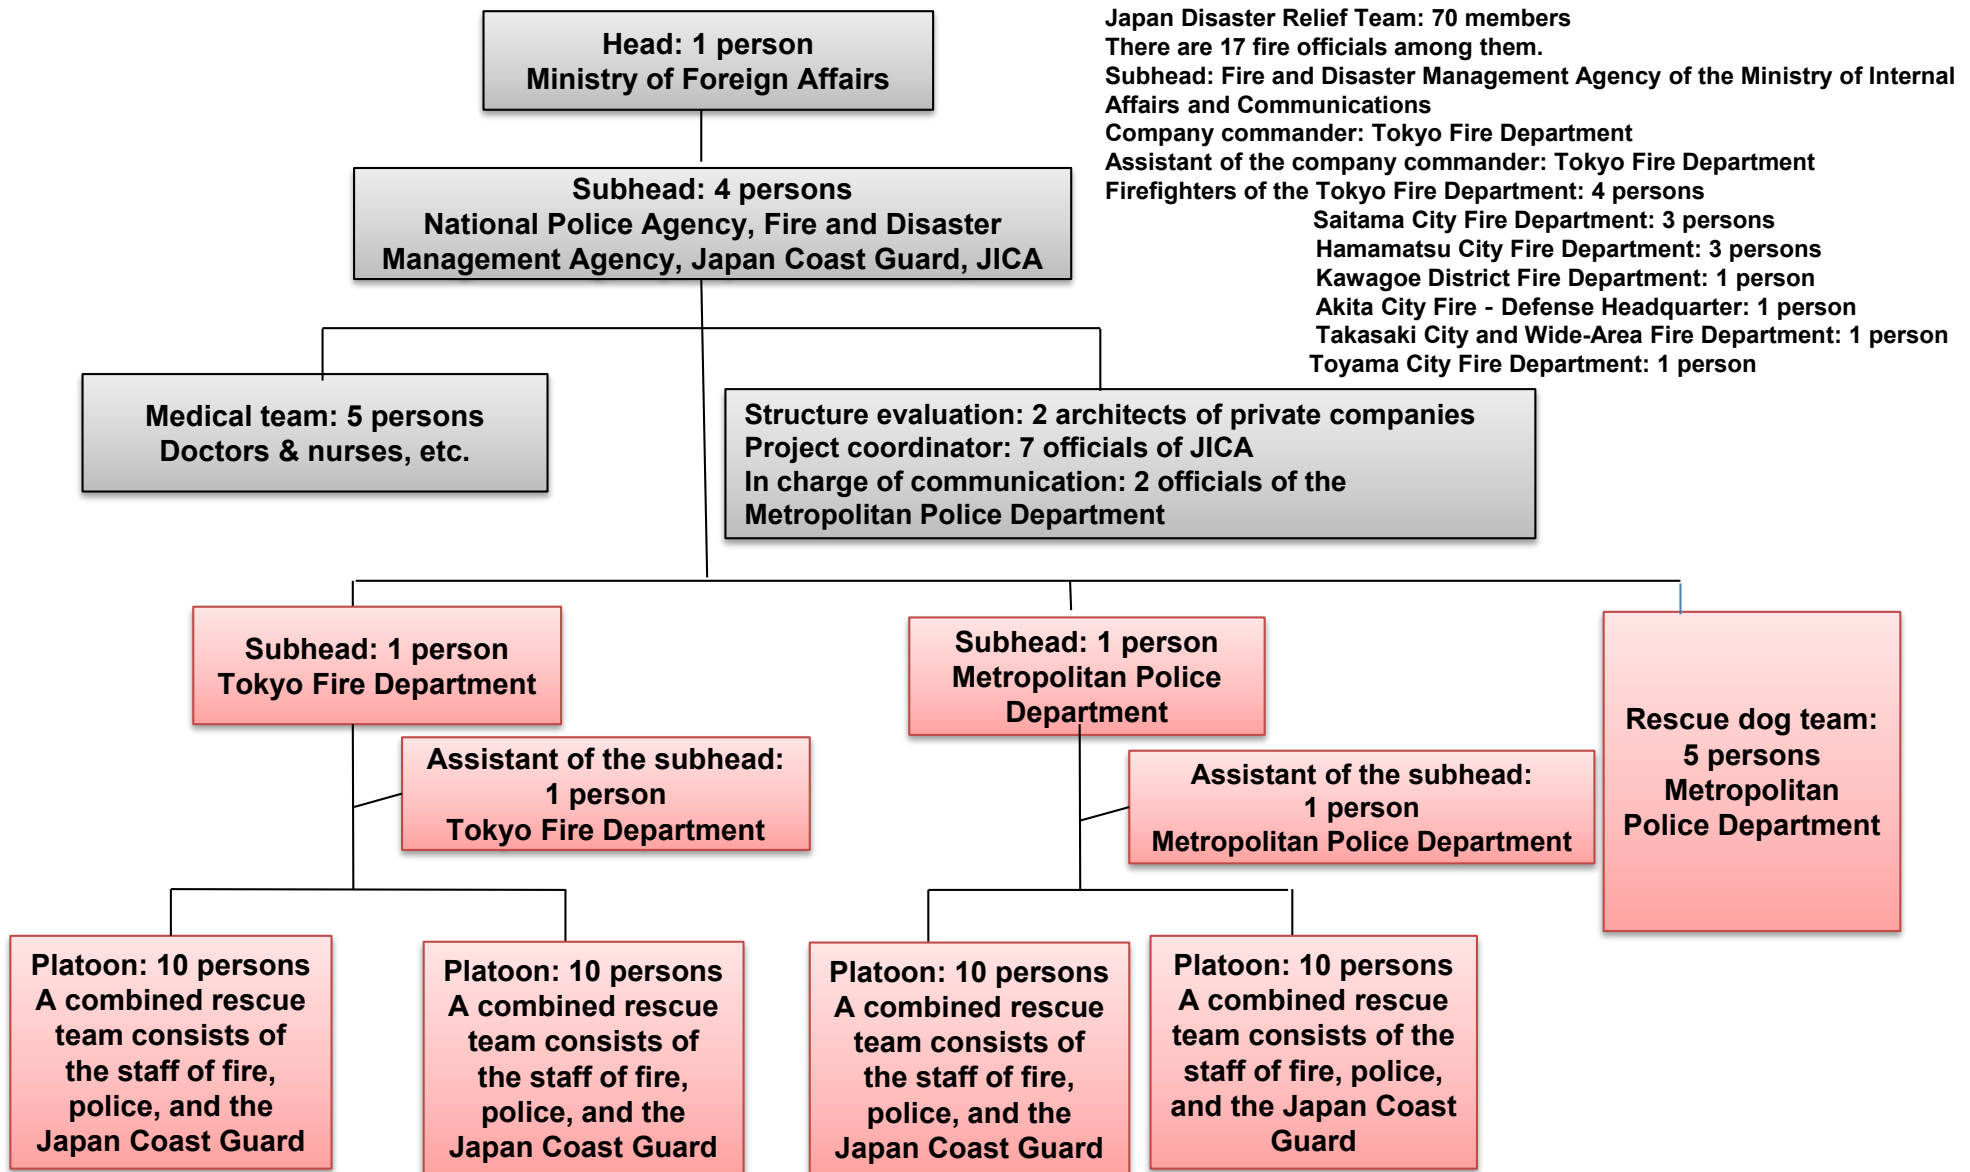 Head: 1 person
Ministry of Foreign Affairs
Japan Disaster Relief Team: 70 members
There are 17 fire officials among them.
Subhead: Fire and Disaster Management Agency of the Ministry of Internal
Affairs and Communications
Company commander: Tokyo Fire Department
Assistant of the company commander: Tokyo Fire Department
Firefighters of the Tokyo Fire Department: 4 persons
Saitama City Fire Department: 3 persons
Hamamatsu City Fire Department: 3 persons
Kawagoe District Fire Department: 1 person
Akita City Fire - Defense Headquarter: 1 person
Takasaki City and Wide-Area Fire Department: 1 person
Toyama City Fire Department: 1 person
Subhead: 4 persons
National Police Agency, Fire and Disaster
Management Agency, Japan Coast Guard, JICA
Medical team: 5 persons
Doctors & nurses, etc.
Structure evaluation: 2 architects of private companies
Project coordinator: 7 officials of JICA
In charge of communication: 2 officials of the
Metropolitan Police Department
Subhead: 1 person
Tokyo Fire Department
Subhead: 1 person
Metropolitan Police
Department
Rescue dog team:
5 persons
Metropolitan
Police Department
Assistant of the subhead:
1 person
Tokyo Fire Department
Assistant of the subhead:
1 person
Metropolitan Police Department
Platoon: 10 persons
A combined rescue
team consists of
the staff of fire,
police, and the
Japan Coast Guard
Platoon: 10 persons
A combined rescue
team consists of
the staff of fire,
police, and the
Japan Coast Guard
Platoon: 10 persons
A combined rescue
team consists of
the staff of fire,
police, and the
Japan Coast Guard
Platoon: 10 persons
A combined rescue
team consists of the
staff of fire, police,
and the Japan Coast
Guard